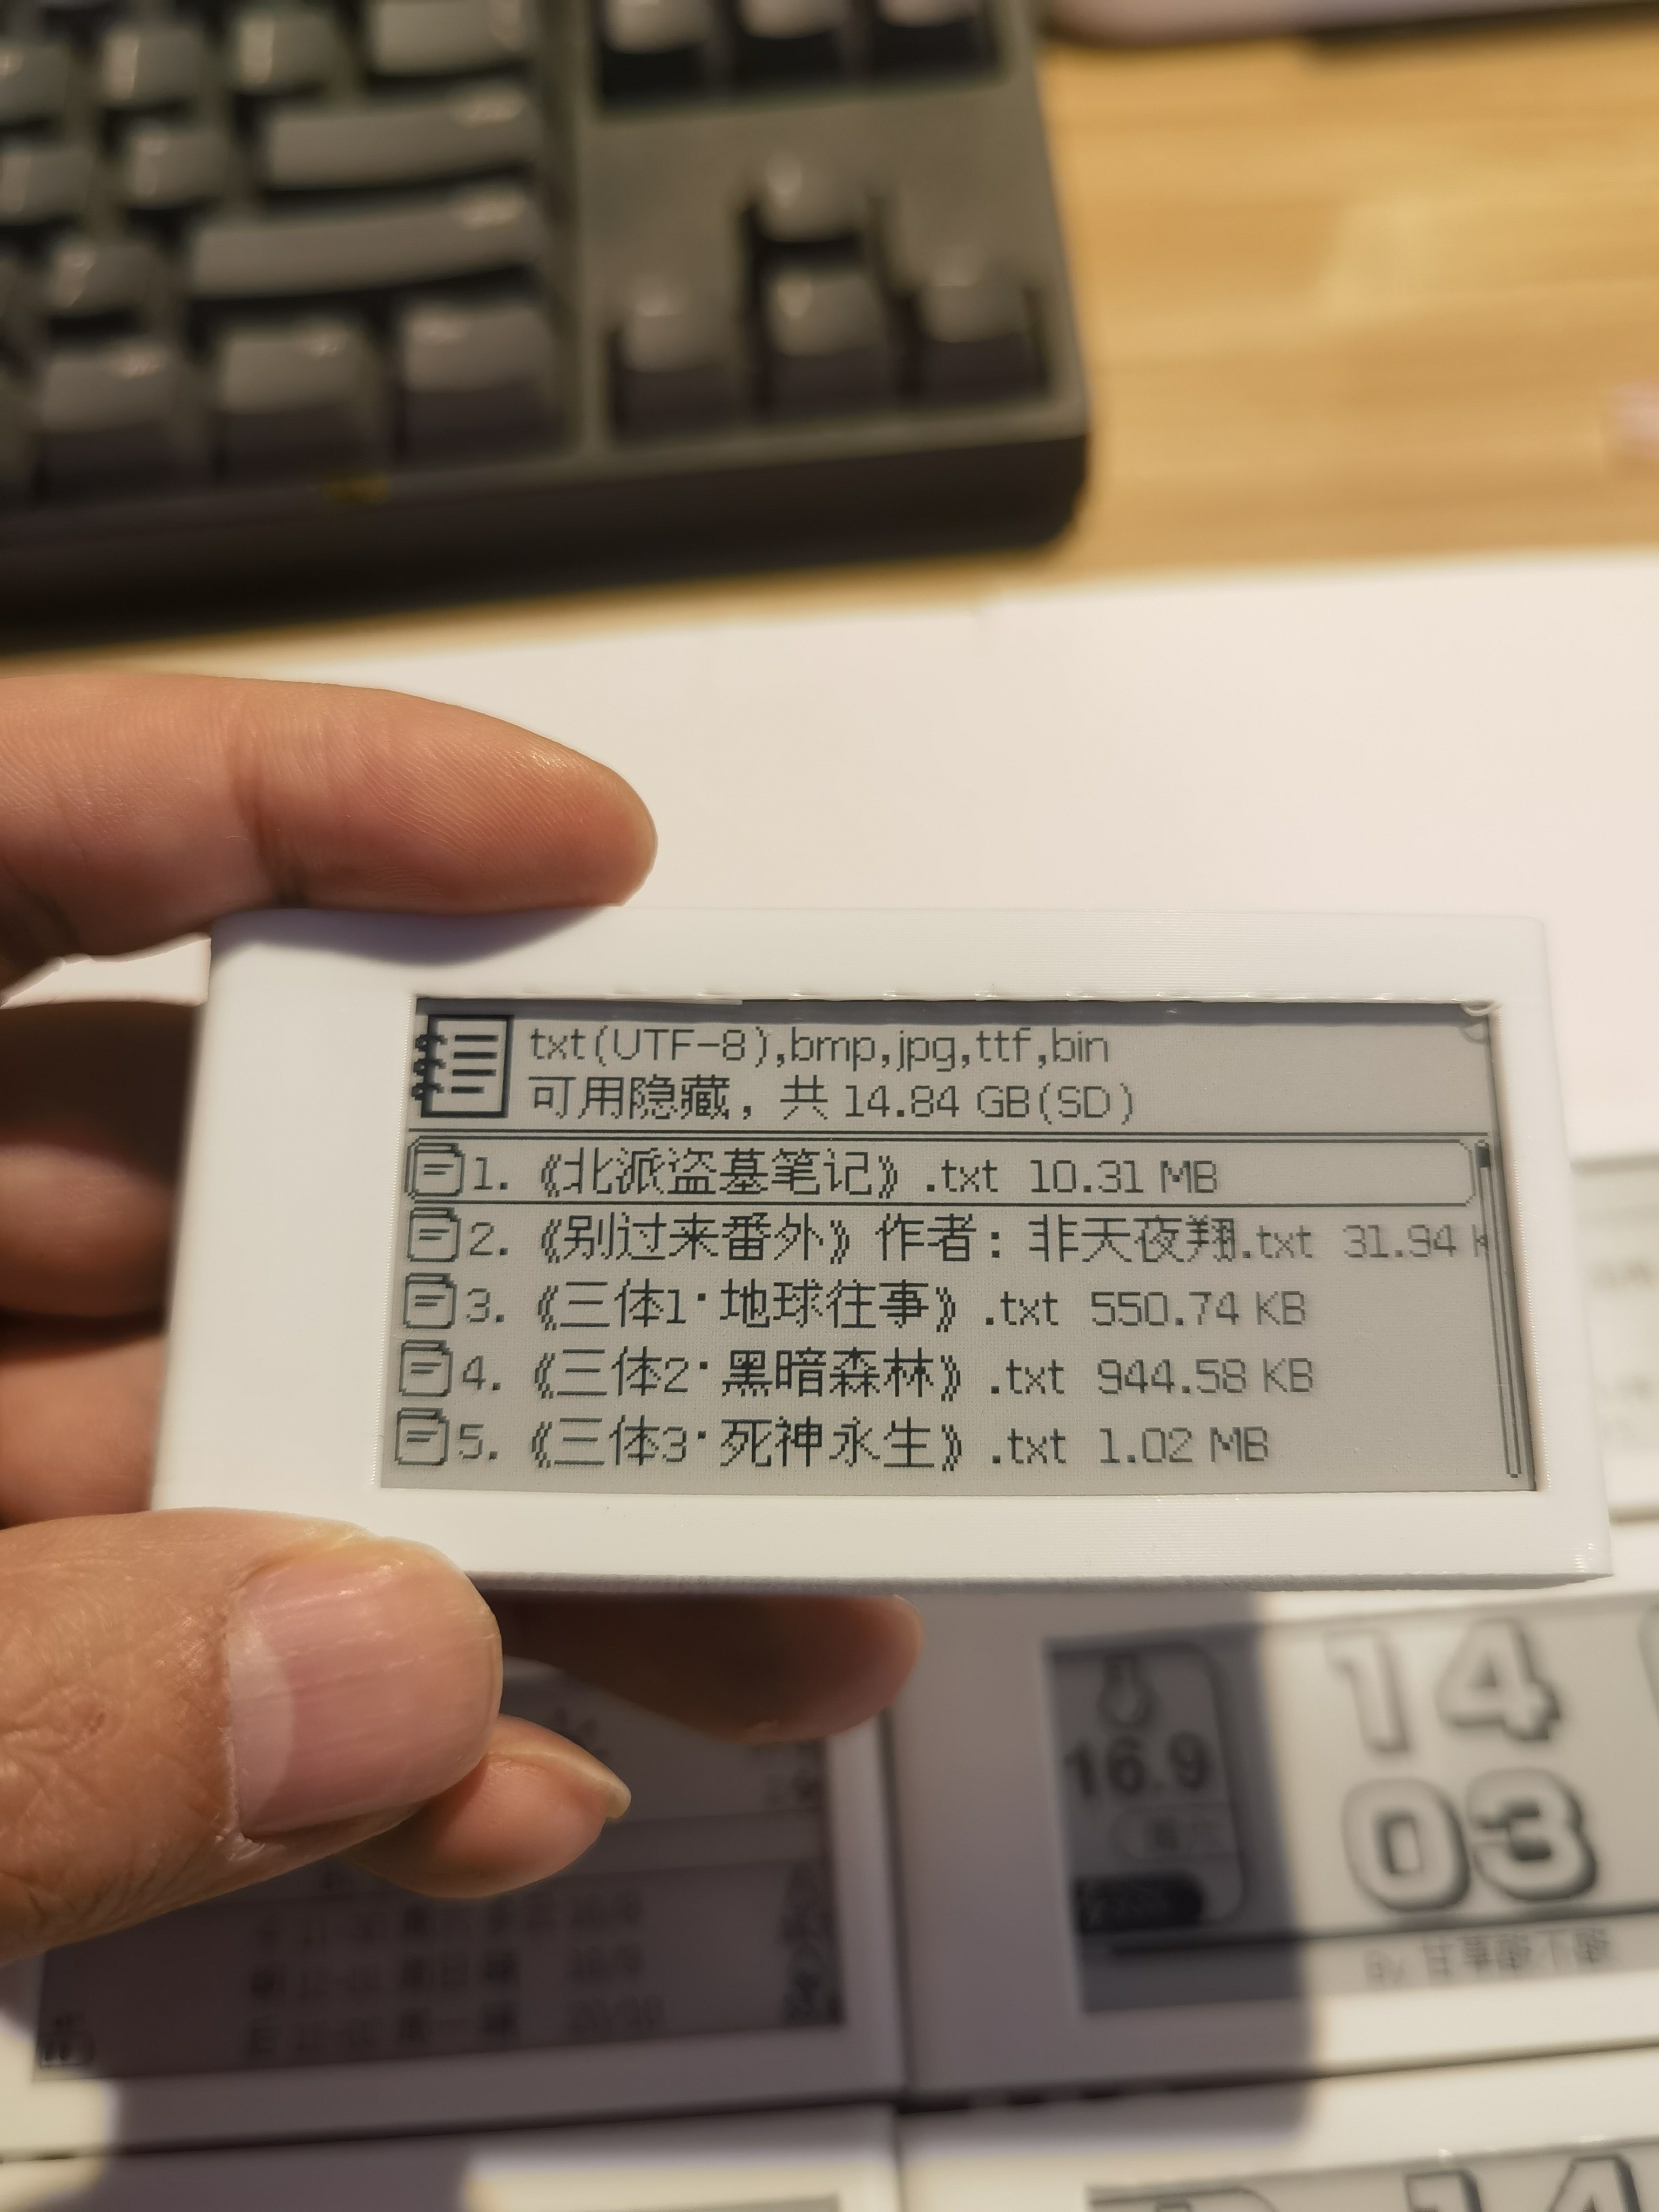 txt(UTF-8),bmp,jpg,ttf,bin
可用隐藏，共 14.84 GB(SD)
1. 《北派盗墓笔记》.txt 10.31 MB
2. 《别过来番外》作者：非天夜翔.txt 31.94 K
3. 《三体1·地球往事》.txt 550.74 KB
4. 《三体2·黑暗森林》.txt 944.58 KB
5. 《三体3·死神永生》.txt 1.02 MB
14
16.9
03
14